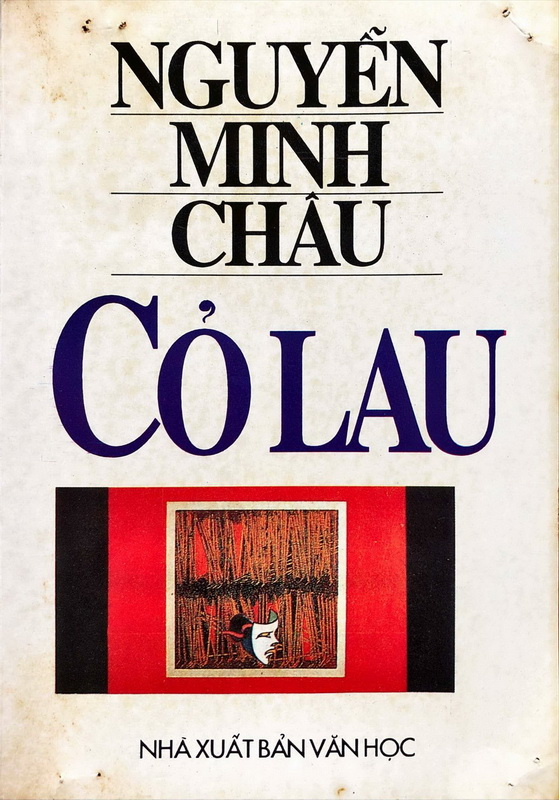 NGUYỄN
MINH
CHÂU
CỎ LAU
NHÀ XUẤT BẢN VĂN HỌC